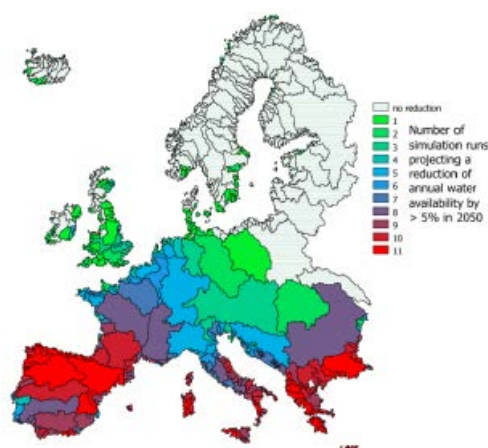 no reduction
1
2
3
4
5
6
7
8
9
10
11
Number of
simulation runs
projecting a
reduction of
annual water
availability by
> 5% in 2050